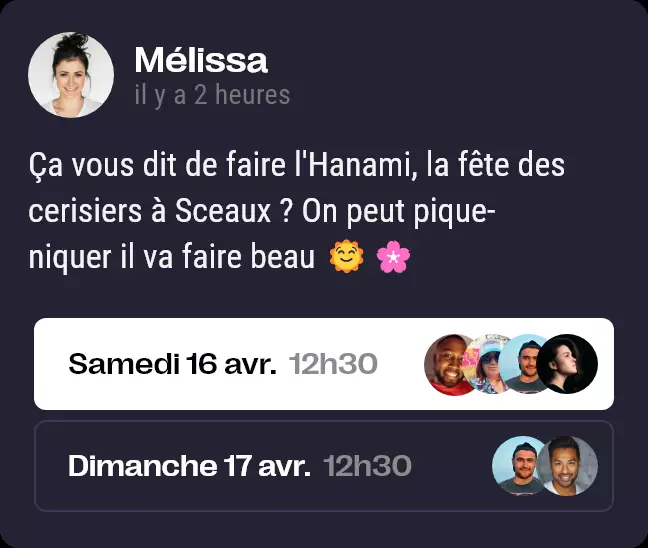 Mélissa
il y a 2 heures
Ça vous dit de faire l'Hanami, la fête des
cerisiers à Sceaux ? On peut pique-
niquer il va faire beau 🌞 🌸
Samedi 16 avr. 12h30
Dimanche 17 avr. 12h30